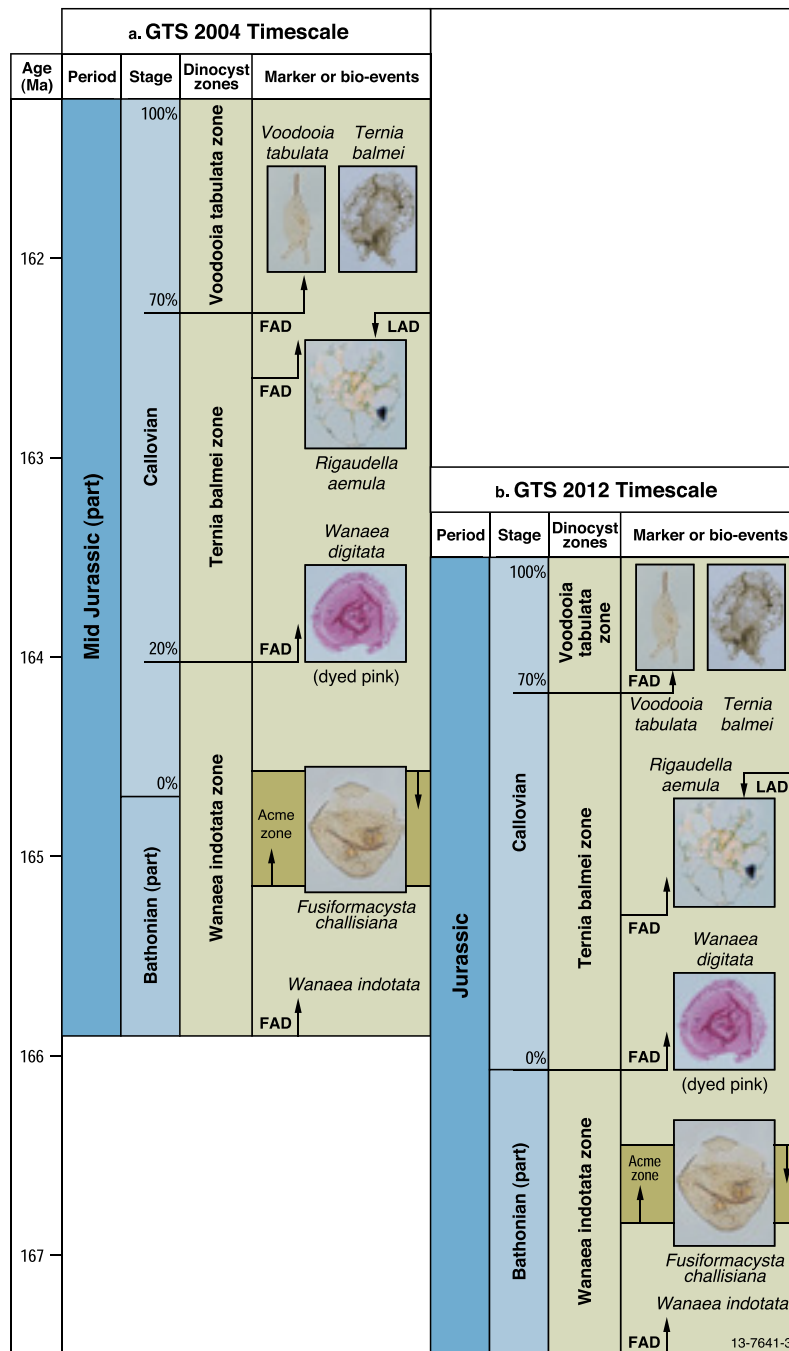 a. GTS 2004 Timescale
Age
(Ma)
Period
Stage
Dinocyst
zones
Marker or bio-events
162
163
164
165
166
167
Mid Jurassic (part)
100%
70%
Callovian
20%
0%
Bathonian (part)
Voodooia tabulata zone
Ternia balmei zone
Wanaea indotata zone
Voodooia
tabulata
Ternia
balmei
FAD
LAD
FAD
Rigaudella
aemula
Wanaea
digitata
FAD
(dyed pink)
Acme
zone
Fusiformacysta
challisiana
Wanaea indotata
FAD
b. GTS 2012 Timescale
Period
Stage
Dinocyst
zones
Marker or bio-events
Jurassic
100%
70%
Callovian
0%
Bathonian (part)
Voodooia
tabulata
zone
Ternia balmei zone
Wanaea indotata zone
FAD
Voodooia
tabulata
Ternia
balmei
Rigaudella
aemula
LAD
FAD
Wanaea
digitata
FAD
(dyed pink)
Acme
zone
Fusiformacysta
challisiana
Wanaea indotata
FAD
13-7641-3